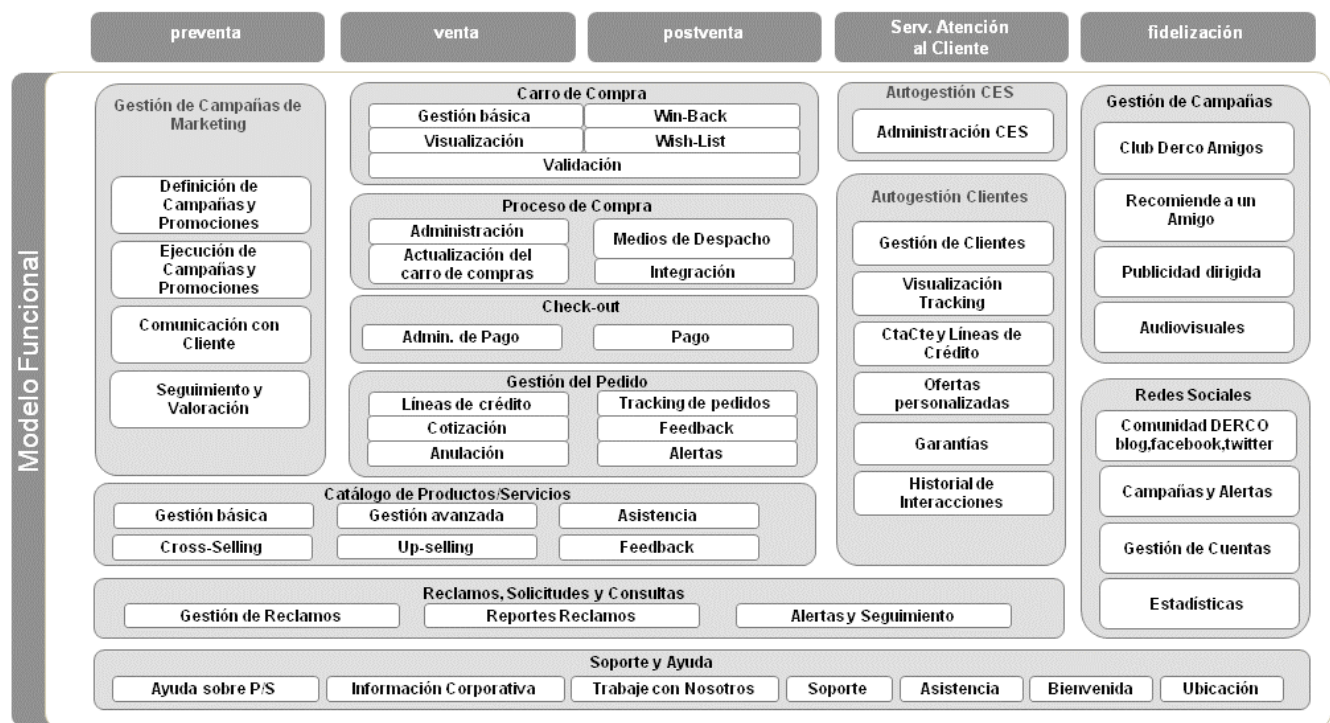 preventa
venta
postventa
Serv. Atención
al Cliente
fidelización
Modelo Funcional
Gestión de Campañas de
Marketing
Definición de
Campañas y
Promociones
Ejecución de
Campañas y
Promociones
Comunicación con
Cliente
Seguimiento y
Valoración
Carro de Compra
Gestión básica
Win-Back
Visualización
Wish-List
Validación
Proceso de Compra
Administración
Actualización del
carro de compras
Medios de Despacho
Integración
Check-out
Admin. de Pago
Pago
Gestión del Pedido
Líneas de crédito
Tracking de pedidos
Cotización
Feedback
Anulación
Alertas
Catálogo de Productos/Servicios
Gestión básica
Gestión avanzada
Asistencia
Cross-Selling
Up-selling
Feedback
Autogestión CES
Administración CES
Autogestión Clientes
Gestión de Clientes
Visualización
Tracking
CtaCte y Líneas de
Crédito
Ofertas
personalizadas
Garantías
Historial de
Interacciones
Gestión de Campañas
Club Derco Amigos
Recomiende a un
Amigo
Publicidad dirigida
Audiovisuales
Redes Sociales
Comunidad DERCO
blog,facebook,twitter
Campañas y Alertas
Gestión de Cuentas
Estadísticas
Reclamos, Solicitudes y Consultas
Gestión de Reclamos
Reportes Reclamos
Alertas y Seguimiento
Soporte y Ayuda
Ayuda sobre P/S
Información Corporativa
Trabaje con Nosotros
Soporte
Asistencia
Bienvenida
Ubicación